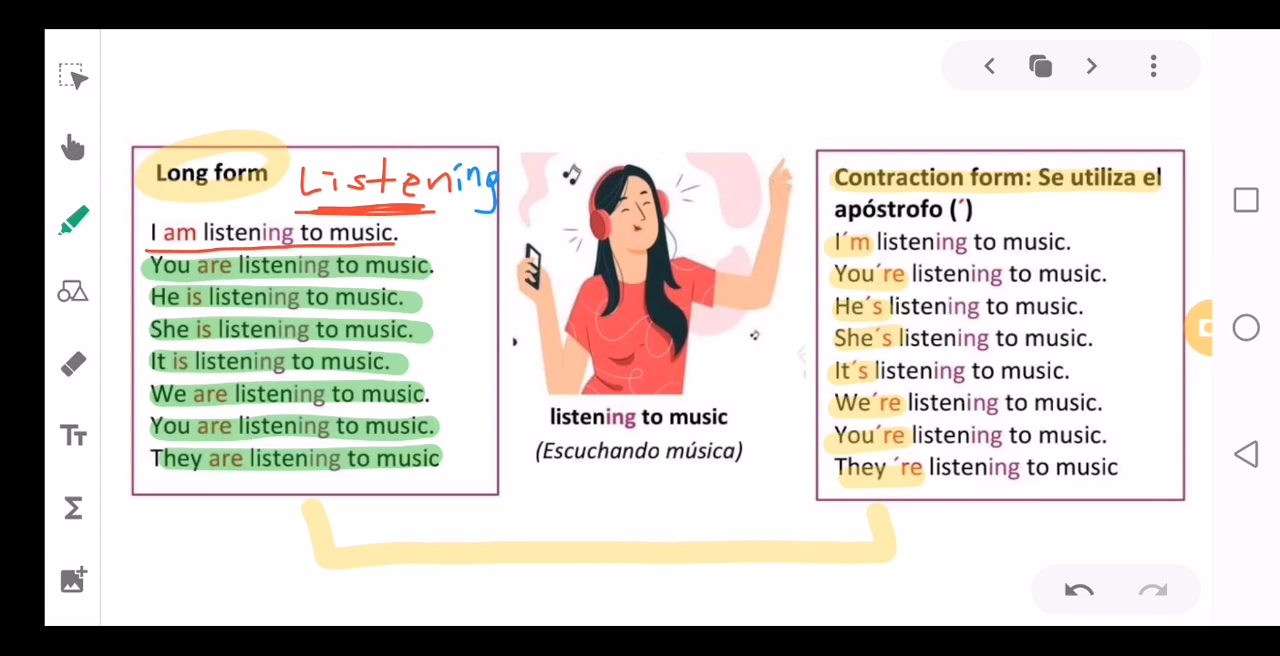 Long form
Listening
I am listening to music.
You are listening to music.
He is listening to music.
She is listening to music.
It is listening to music.
We are listening to music.
You are listening to music.
They are listening to music
listening to music
(Escuchando música)
Contraction form: Se utiliza el
apóstrofo (´)
I´m listening to music.
You´re listening to music.
He´s listening to music.
She´s listening to music.
It´s listening to music.
We´re listening to music.
You´re listening to music.
They ´re listening to music
Tт
Σ